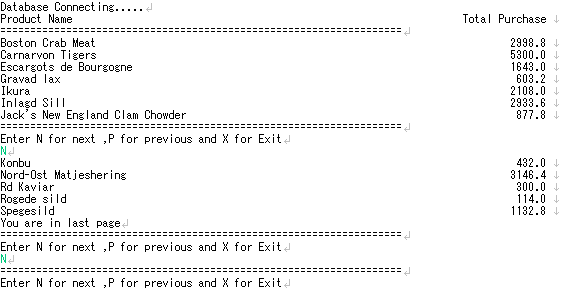 Database Connecting.....↲
Product Name Total Purchase ↓
==================================================================↲
Boston Crab Meat 2998.8 ↓
Carnarvon Tigers 5300.0 ↓
Escargots de Bourgogne 1643.0 ↓
Gravad lax 603.2 ↓
Ikura 2108.0 ↓
Inlagd Sill 2933.6 ↓
Jack's New England Clam Chowder 877.8 ↓
==================================================================↲
Enter N for next ,P for previous and X for Exit↲
N↲
Konbu 432.0 ↓
Nord-Ost Matjeshering 3146.4 ↓
Rd Kaviar 300.0 ↓
Rogede sild 114.0 ↓
Spegesild 1132.8 ↓
You are in last page↲
==================================================================↲
Enter N for next ,P for previous and X for Exit↲
N↲
==================================================================↲
Enter N for next ,P for previous and X for Exit↲